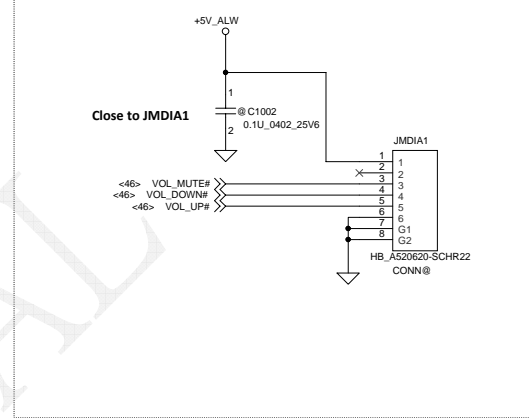 +5V_ALW
1
@ C1002
0.1U_0402_25V6
2
Close to JMDIA1
JMDIA1
1 1
2 2
<46> VOL_MUTE# 3 3
<46> VOL_DOWN# 4 4
<46> VOL_UP# 5 5
6 6
7 G1
8 G2
HB_A520620-SCHR22
CONN@